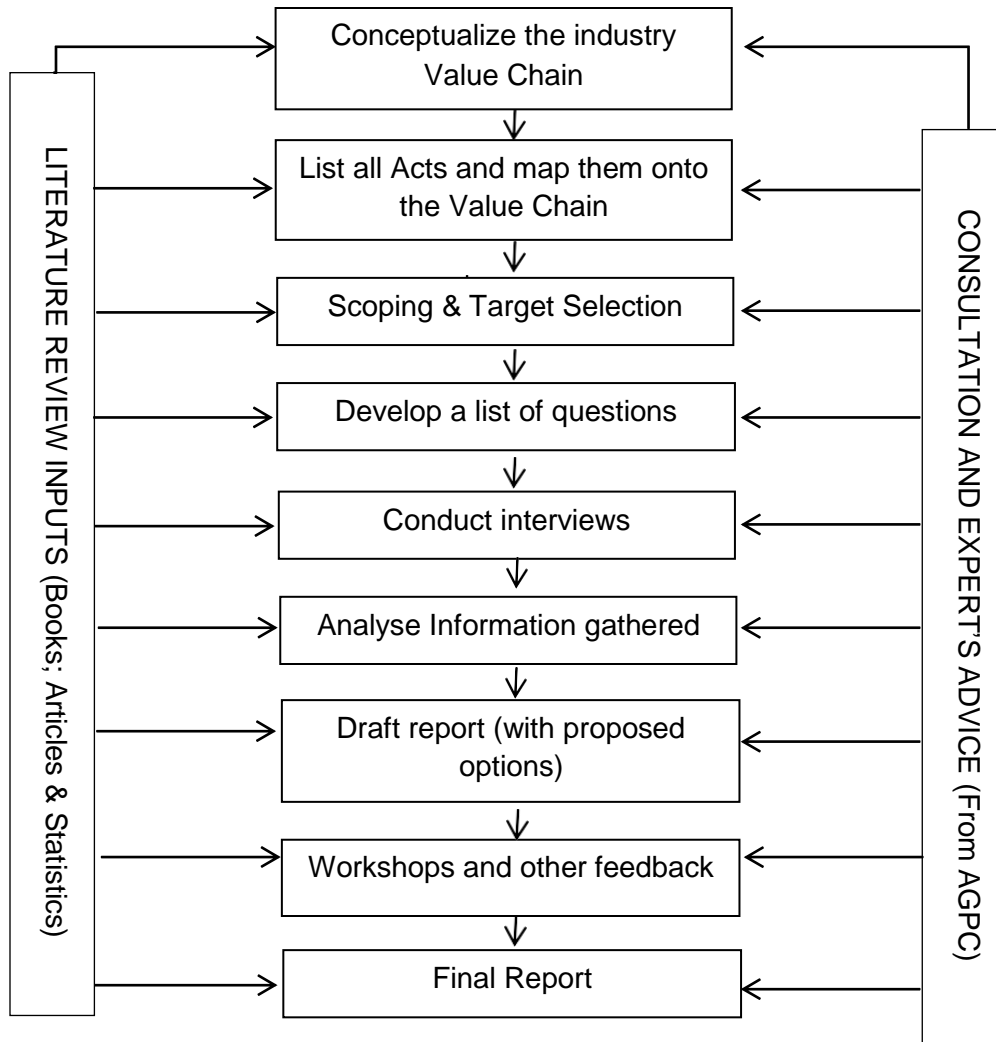 Conceptualize the industry
Value Chain
List all Acts and map them onto
the Value Chain
Scoping & Target Selection
Develop a list of questions
Conduct interviews
Analyse Information gathered
Draft report (with proposed
options)
Workshops and other feedback
Final Report
LITERATURE REVIEW INPUTS (Books; Articles & Statistics)
CONSULTATION AND EXPERT’S ADVICE (From AGPC)